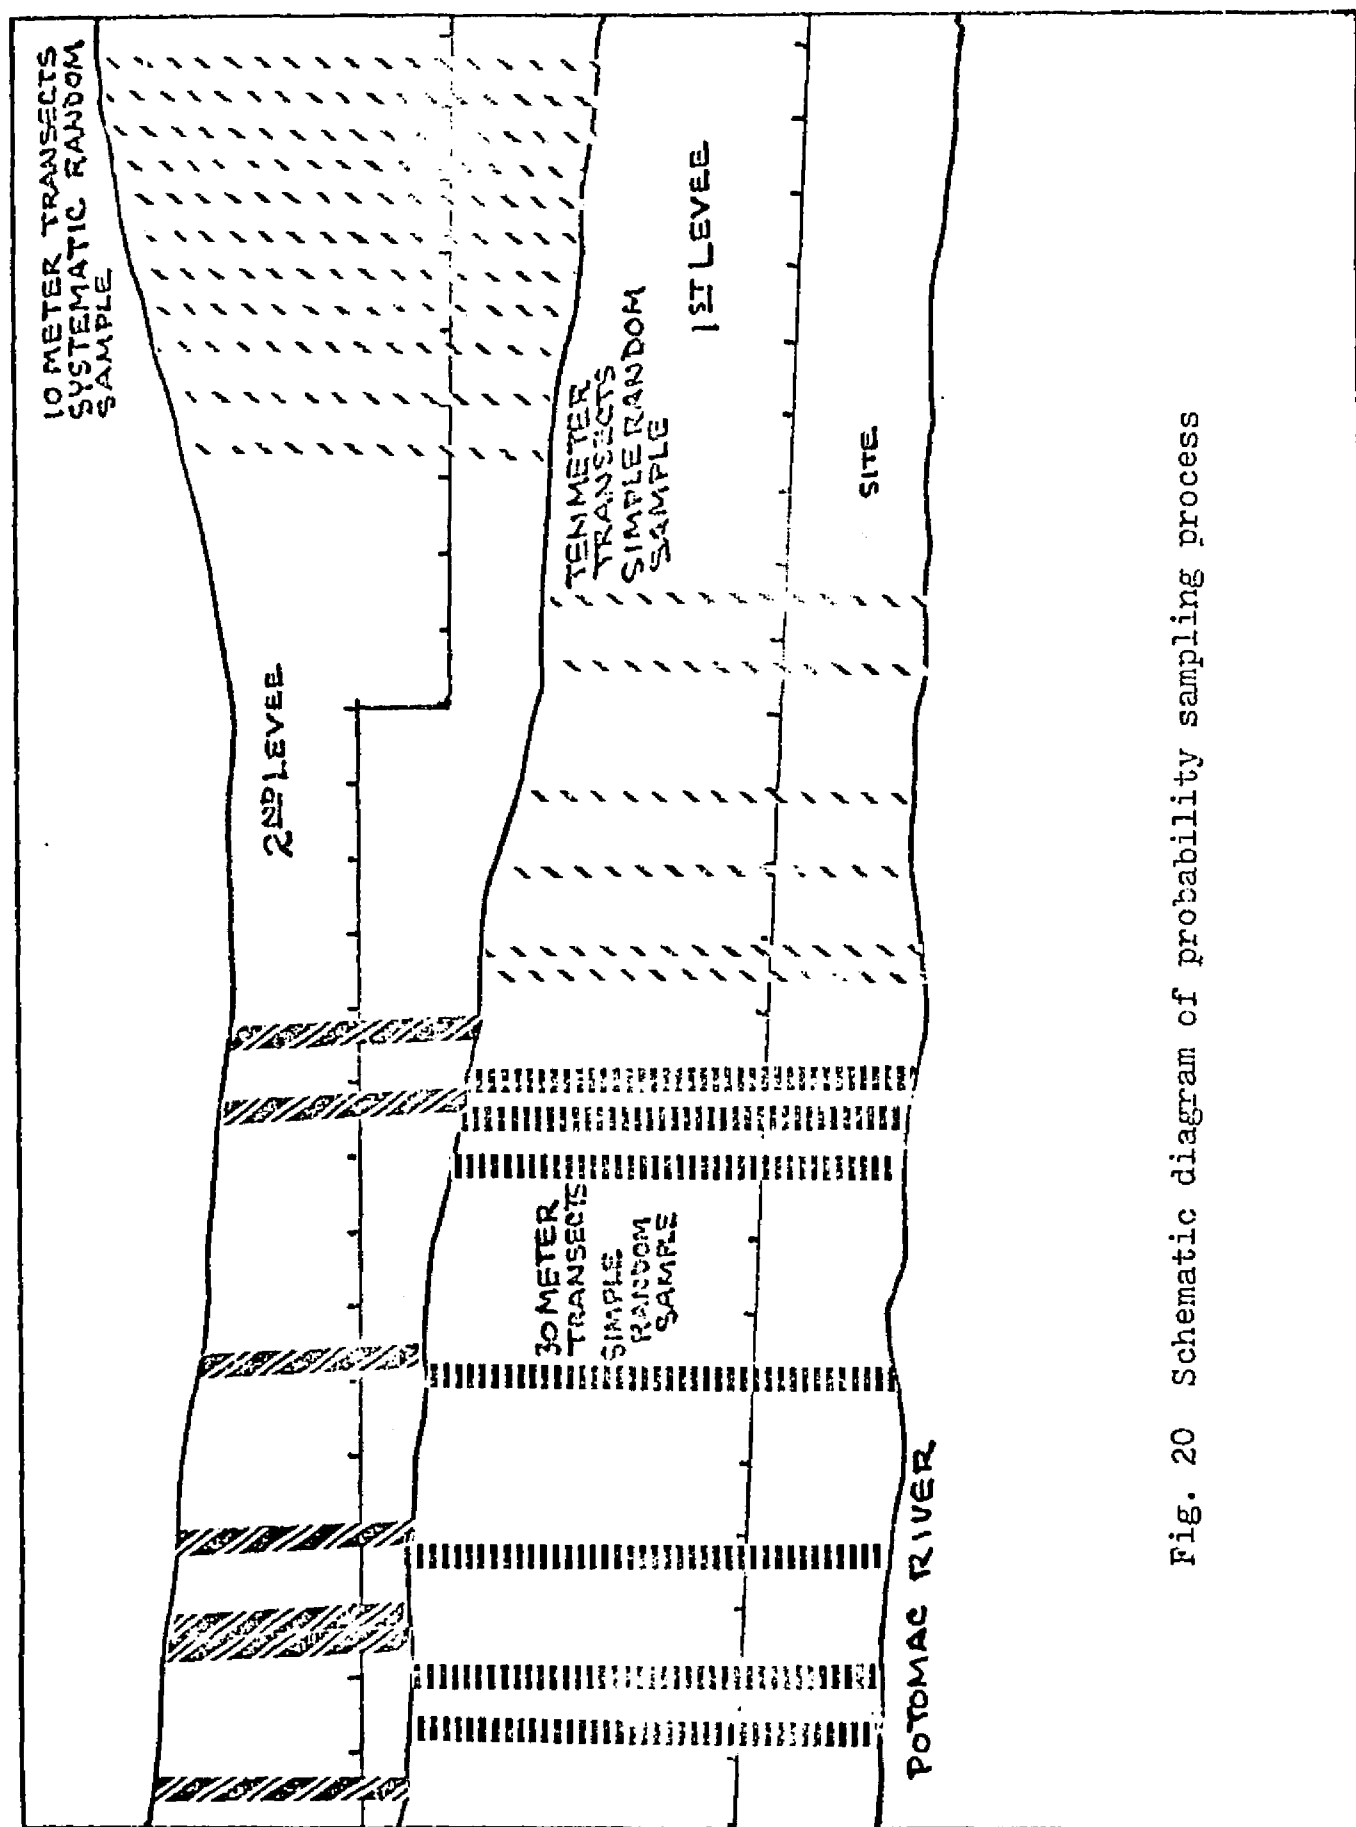 10 METER TRANSECTS
SYSTEMATIC RANDOM
SAMPLE
2ND LEVEE
TEN METER
TRANSECTS
SIMPLE RANDOM
SAMPLE
1ST LEVEE
SITE
30 METER
TRANSECTS
SIMPLE
RANDOM
SAMPLE
POTOMAC RIVER
Fig. 20 Schematic diagram of probability sampling process